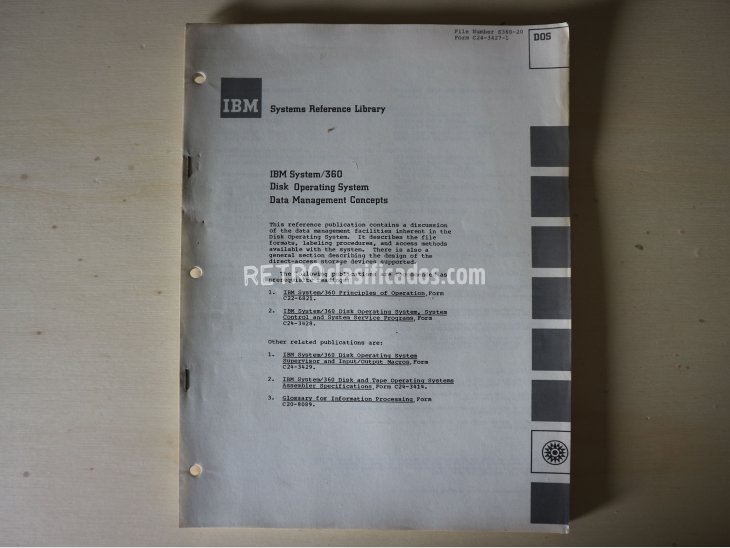 File Number S360-20
Form C24-3427-1
DOS
IBM
Systems Reference Library
IBM System/360
Disk Operating System
Data Management Concepts
This reference publication contains a discussion
of the data management facilities inherent in the
Disk Operating System. It describes the file
formats, labeling procedures, and access methods
available with the system. There is also a
general section describing the design of the
direct-access storage devices supported.
RETROclasificados.com
The following publications are
prerequisite reading:
1. IBM System/360 Principles of Operation, Form
C22-6821.
2. IBM System/360 Disk Operating System, System
Control and System Service Programs, Form
C24-3428.
Other related publications are:
1. IBM System/360 Disk Operating System
Supervisor and Input/Output Macros, Form
C24-3429.
2. IBM System/360 Disk and Tape Operating Systems
Assembler Specifications, Form C24-3414.
3. Glossary for Information Processing, Form
C20-8089.